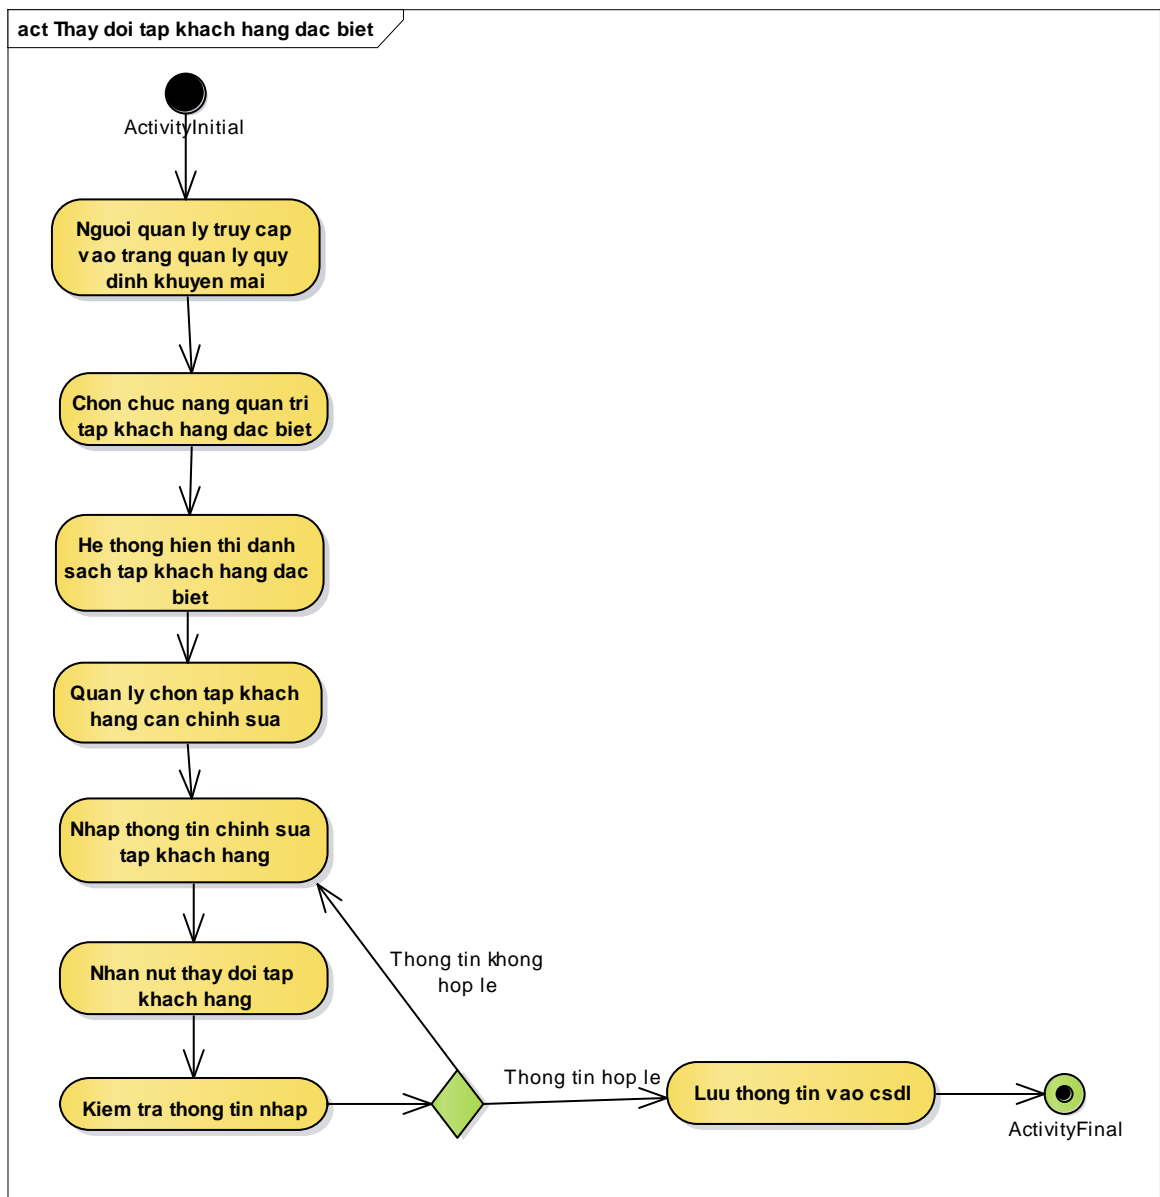 act Thay doi tap khach hang dac biet
ActivityInitial
Nguoi quan ly truy cap
vao trang quan ly quy
dinh khuyen mai
Chon chuc nang quan tri
tap khach hang dac biet
He thong hien thi danh
sach tap khach hang dac
biet
Quan ly chon tap khach
hang can chinh sua
Nhap thong tin chinh sua
tap khach hang
Thong tin khong
hop le
Nhan nut thay doi tap
khach hang
Kiem tra thong tin nhap
Thong tin hop le
Luu thong tin vao csdl
ActivityFinal